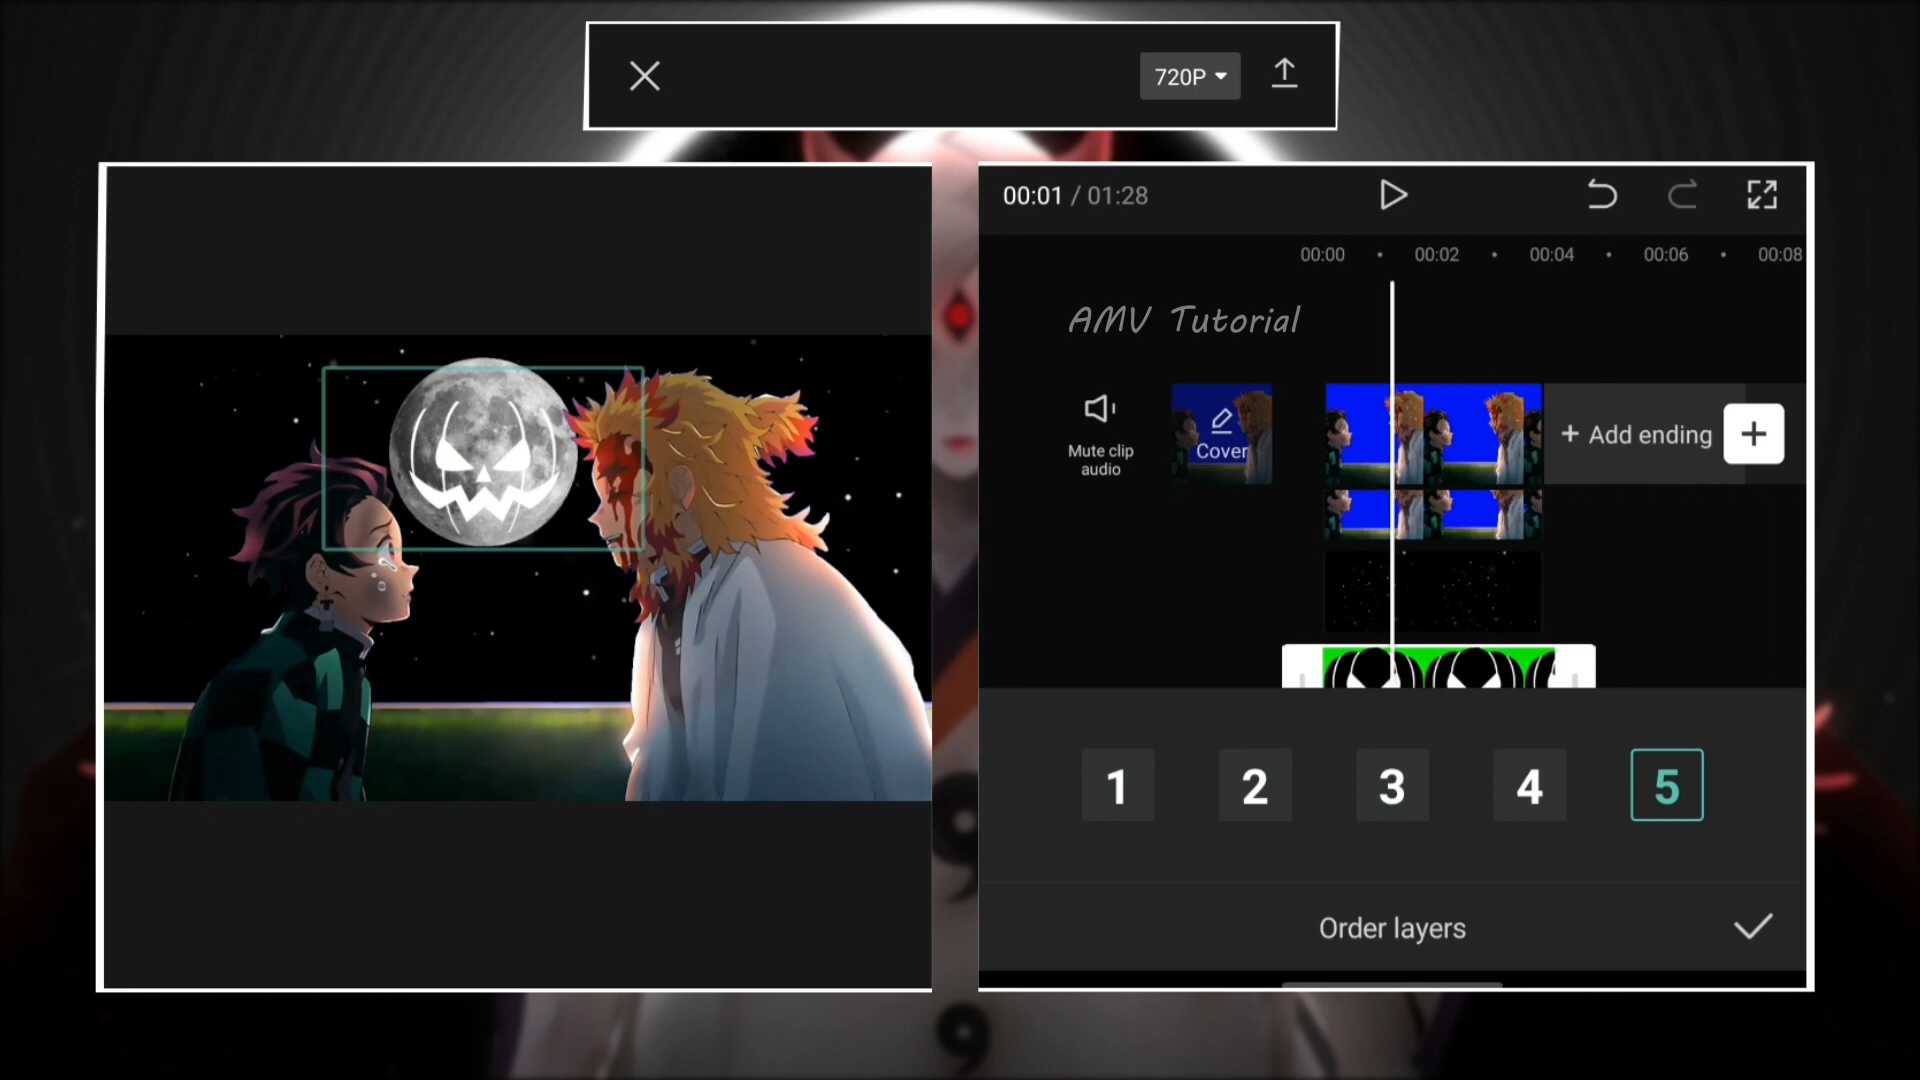 720P
00:01 / 01:28
00:00 • 00:02 • 00:04 • 00:06 • 00:08
AMV Tutorial
Mute clip
audio
Cover
+ Add ending
1 2 3 4 5
Order layers